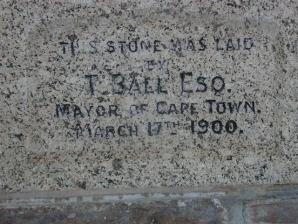 THIS STONE WAS LAID
BY
T. BALL ESQ.
MAYOR OF CAPE TOWN.
MARCH 17TH 1900.